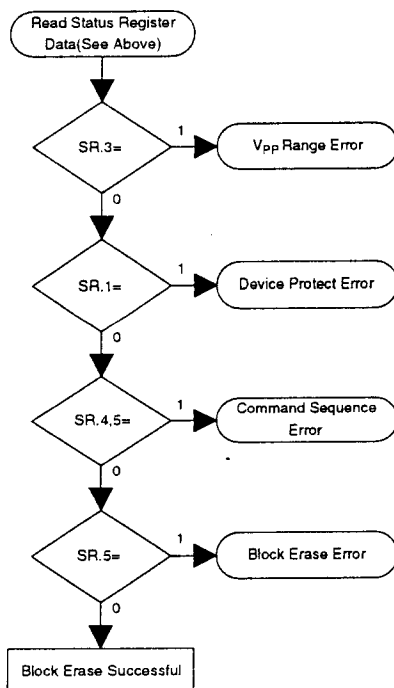 Read Status Register
Data(See Above)
SR.3=
1
VPP Range Error
0
SR.1=
1
Device Protect Error
0
SR.4,5=
1
Command Sequence
Error
0
SR.5=
1
Block Erase Error
0
Block Erase Successful